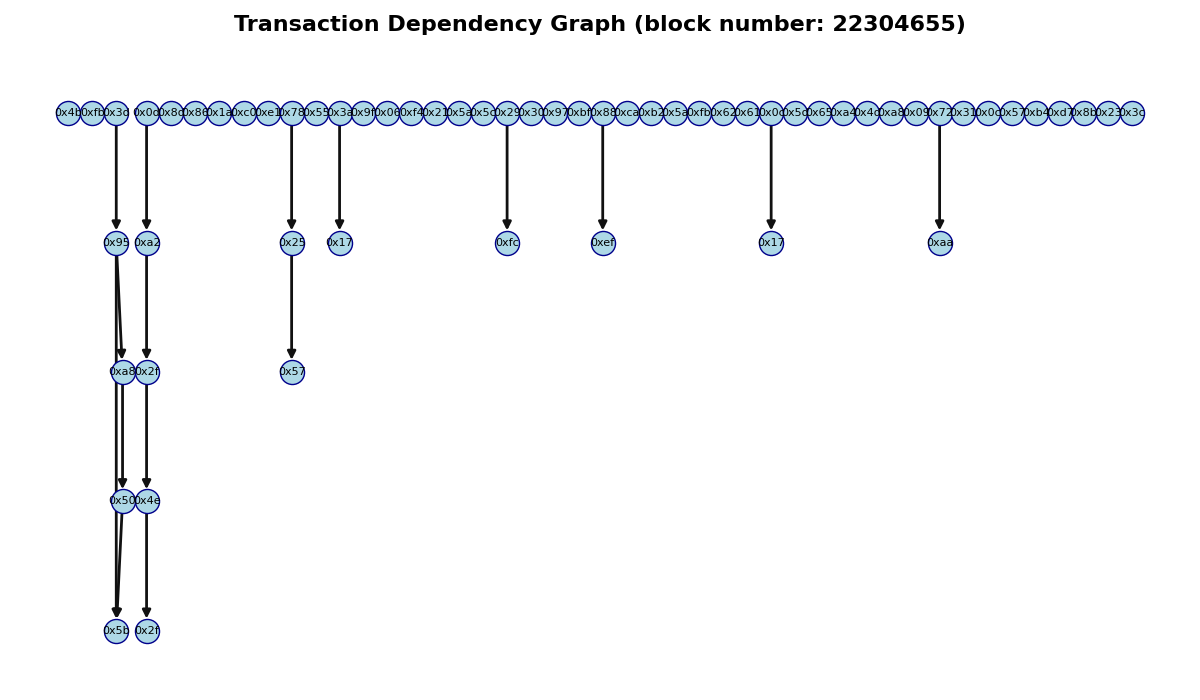 Transaction Dependency Graph (block number: 22304655)
0x4b 0xfb 0x3d 0x0c 0x8d 0x86 0x1a 0xc0 0xe1 0x78 0x55 0x3a 0x9f 0x06 0xf4 0x21 0x5a 0x5c 0x29 0x30 0x97 0xbf 0x88 0xca 0xb2 0x5a 0xfb 0x62 0x61 0x0c 0x5c 0x65 0xa4 0x4c 0xa8 0x09 0x72 0x31 0x0c 0x57 0xb4 0xd7 0x8b 0x23 0x3c
0x95 0xa2 0x25 0x17 0xfc 0xef 0x17 0xaa
0xa8 0x2f 0x57
0x50 0x4e
0x5b 0x2f